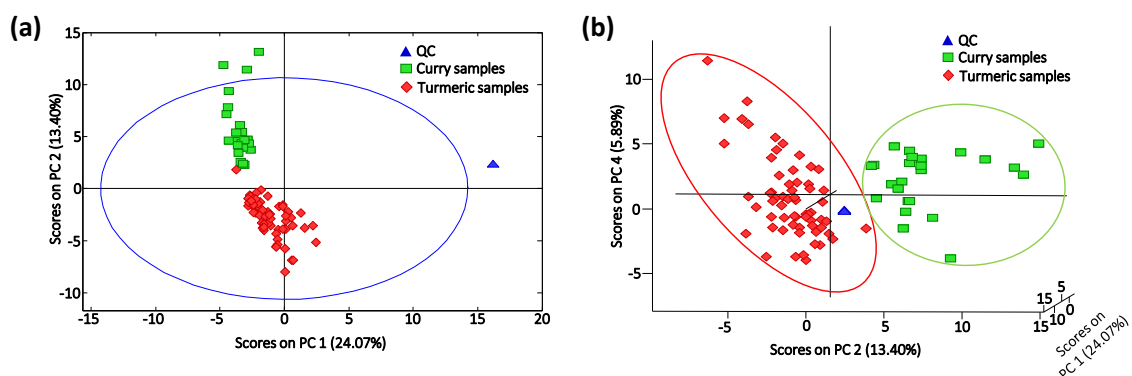 (a)
15
10
5
0
-5
-10
-15
-10
-5
0
5
10
15
20
Scores on PC 2 (13.40%)
Scores on PC 1 (24.07%)
QC
Curry samples
Turmeric samples
(b)
10
5
0
-5
-5
0
5
10
15
Scores on PC 4 (5.89%)
Scores on PC 2 (13.40%)
QC
Curry samples
Turmeric samples
15
10
5
0
Scores on
PC 1 (24.07%)